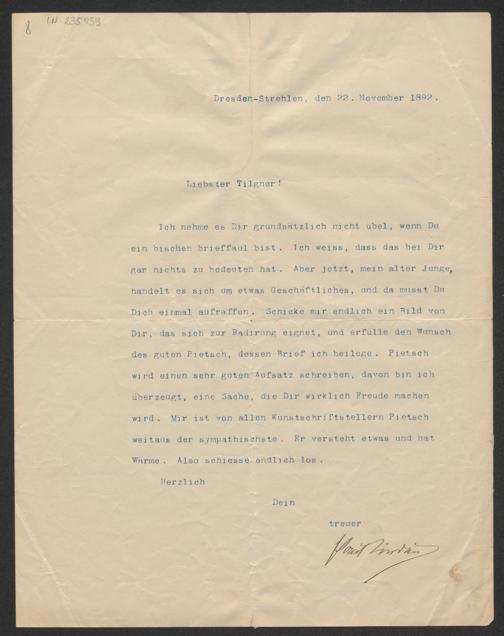 8
I.N 235959
Dresden-Strehlen, den 22. November 1892.
Liebster Tilgner!
Ich nehme es Dir grundsätzlich nicht übel, wenn Du
ein bischen brieffaul bist. Ich weiss, dass das bei Dir
gar nichts zu bedeuten hat. Aber jetzt, mein alter Junge,
handelt es sich um etwas Geschäftliches, und da musst Du
Dich einmal aufraffen. Schicke mir endlich ein Bild von
Dir, das sich zur Radirung eignet, und erfülle den Wunsch
des guten Pietsch, dessen Brief ich beilege. Pietsch
wird einen sehr guten Aufsatz schreiben, davon bin ich
überzeugt, eine Sache, die Dir wirklich Freude machen
wird. Mir ist von allen Kunstschriftstellern Pietsch
weitaus der sympathischste. Er versteht etwas und hat
Wärme. Also schiesse endlich los.
Herzlich
Dein
treuer
Paul Lindau